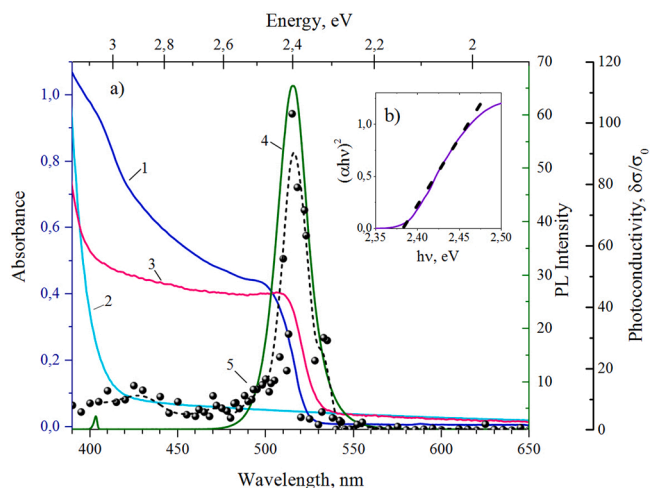 Energy, eV
3 2,8 2,6 2,4 2,2 2
a)
1
2
3
4
5
Absorbance
1,0
0,8
0,6
0,4
0,2
0,0
400 450 500 550 600 650
Wavelength, nm
70
60
50
40
30
20
10
0
PL Intensity
120
100
80
60
40
20
0
Photoconductivity, δσ/σ₀
b)
(αhν)²
1,0
0,5
0,0
2,35 2,40 2,45 2,50
hν, eV